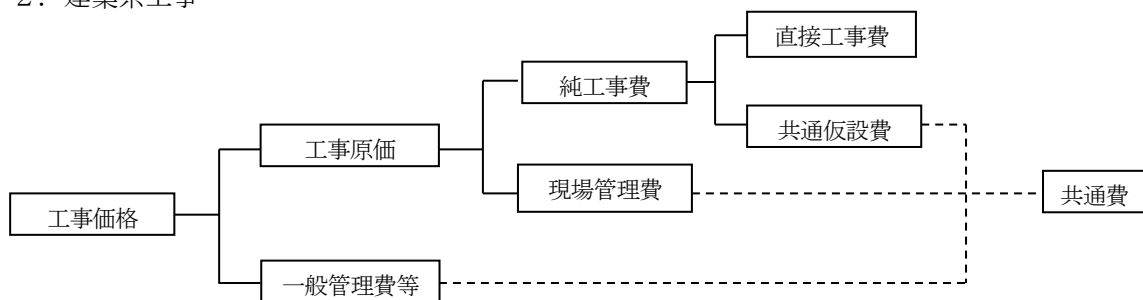 ２．建築系工事
直接工事費
純工事費
共通仮設費
工事原価
現場管理費
共通費
工事価格
一般管理費等